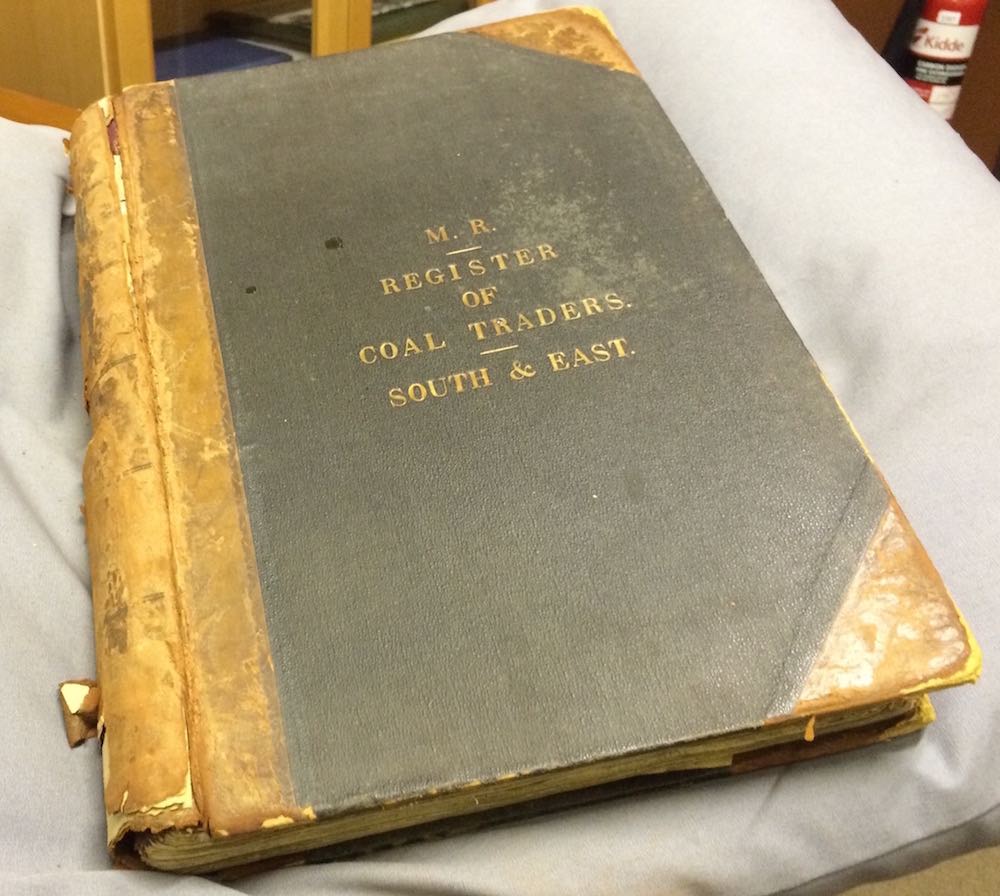 M. R.
REGISTER
OF
COAL TRADERS.
SOUTH & EAST.
Kidde